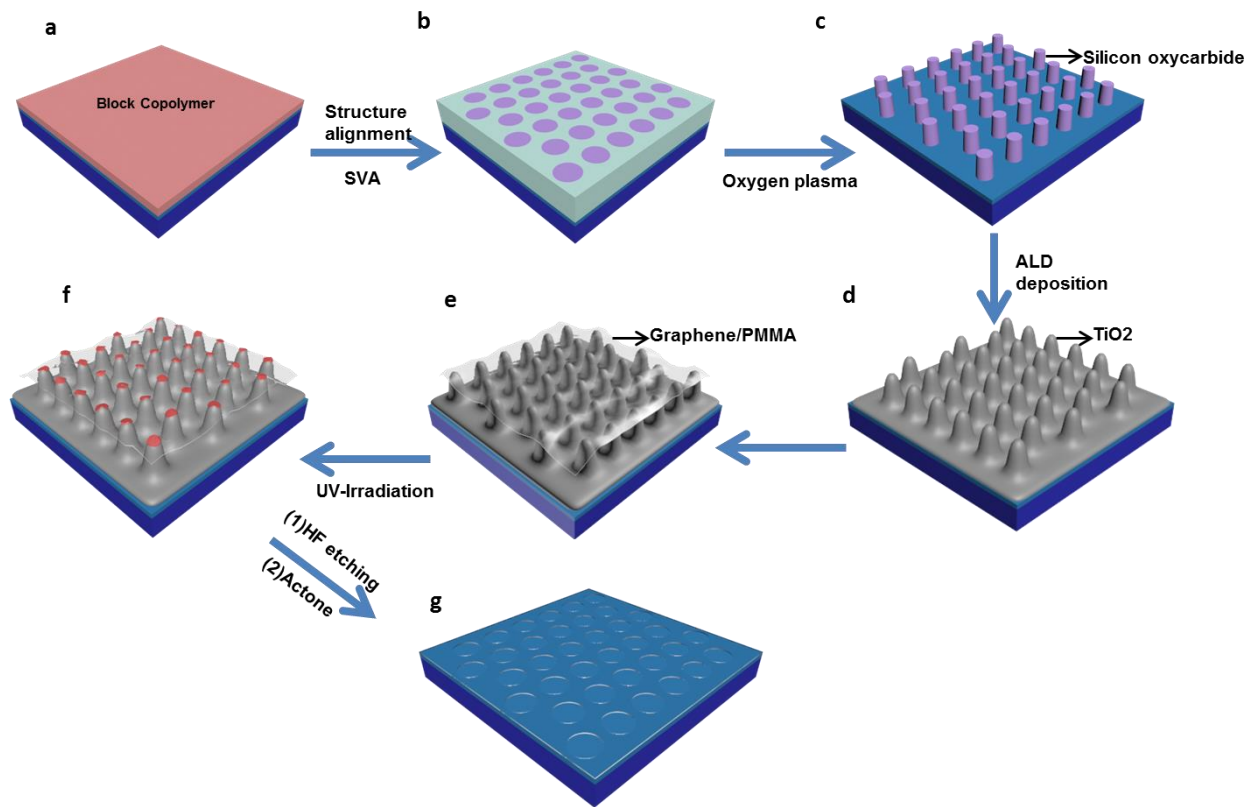 a
Block Copolymer
Structure
alignment
SVA
b
Oxygen plasma
c
Silicon oxycarbide
ALD
deposition
d
TiO2
e
Graphene/PMMA
UV-Irradiation
f
(1)HF etching
(2)Actone
g